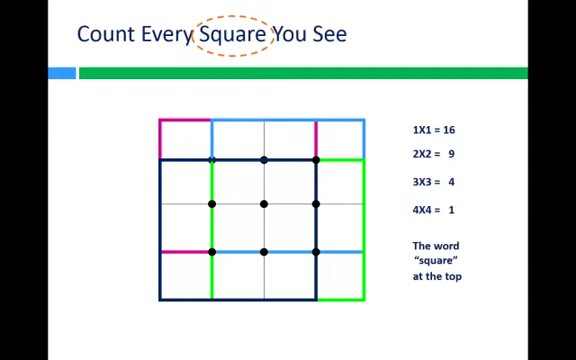 Count Every Square You See
1X1 = 16
2X2 = 9
3X3 = 4
4X4 = 1
The word
“square”
at the top